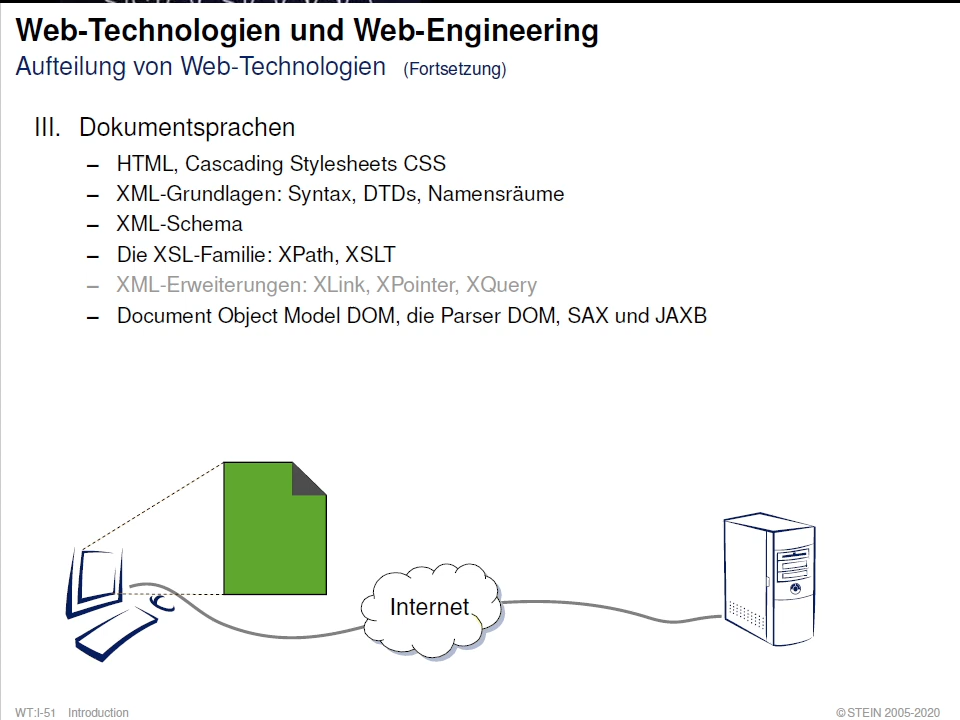 Web-Technologien und Web-Engineering
Aufteilung von Web-Technologien (Fortsetzung)
III. Dokumentsprachen
– HTML, Cascading Stylesheets CSS
– XML-Grundlagen: Syntax, DTDs, Namensräume
– XML-Schema
– Die XSL-Familie: XPath, XSLT
– XML-Erweiterungen: XLink, XPointer, XQuery
– Document Object Model DOM, die Parser DOM, SAX und JAXB
Internet
WT:I-51 Introduction
© STEIN 2005-2020